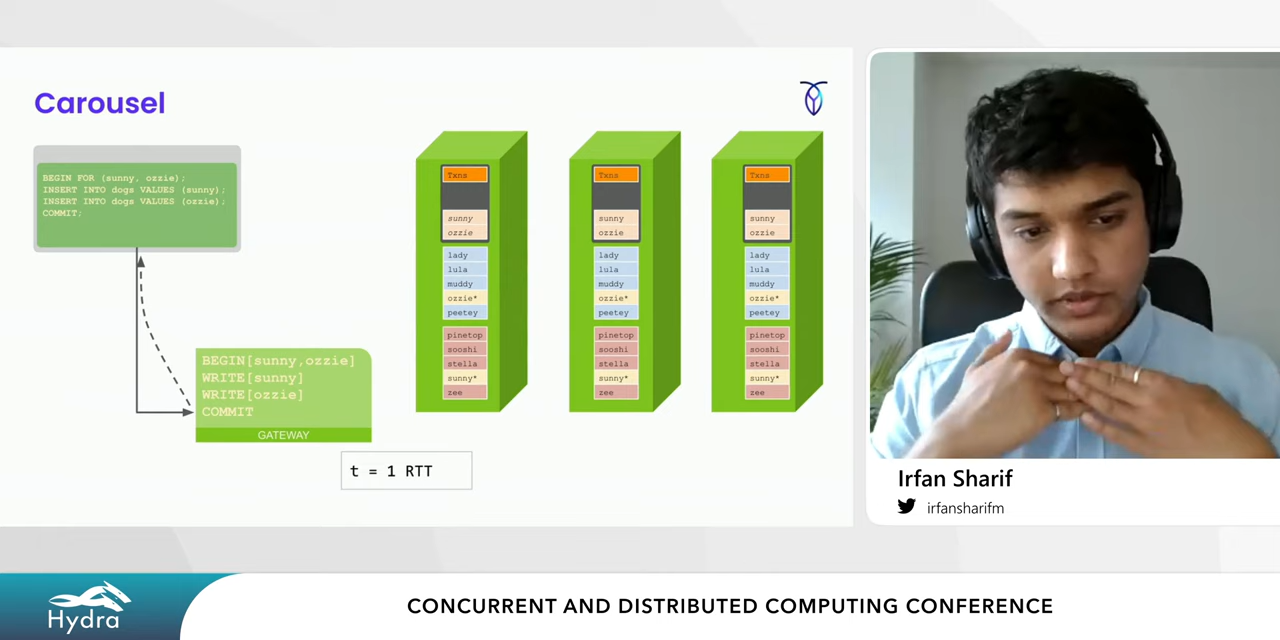 Carousel
BEGIN FOR (sunny, ozzie);
INSERT INTO dogs VALUES (sunny);
INSERT INTO dogs VALUES (ozzie);
COMMIT;
BEGIN[sunny,ozzie]
WRITE[sunny]
WRITE[ozzie]
COMMIT
GATEWAY
t = 1 RTT
Txns
sunny
ozzie
lady
lula
muddy
ozzie*
peetey
pinetop
sooshi
stella
sunny*
zee
Txns
sunny
ozzie
lady
lula
muddy
ozzie*
peetey
pinetop
sooshi
stella
sunny*
zee
Txns
sunny
ozzie
lady
lula
muddy
ozzie*
peetey
pinetop
sooshi
stella
sunny*
zee
Irfan Sharif
irfansharifm
Hydra
CONCURRENT AND DISTRIBUTED COMPUTING CONFERENCE